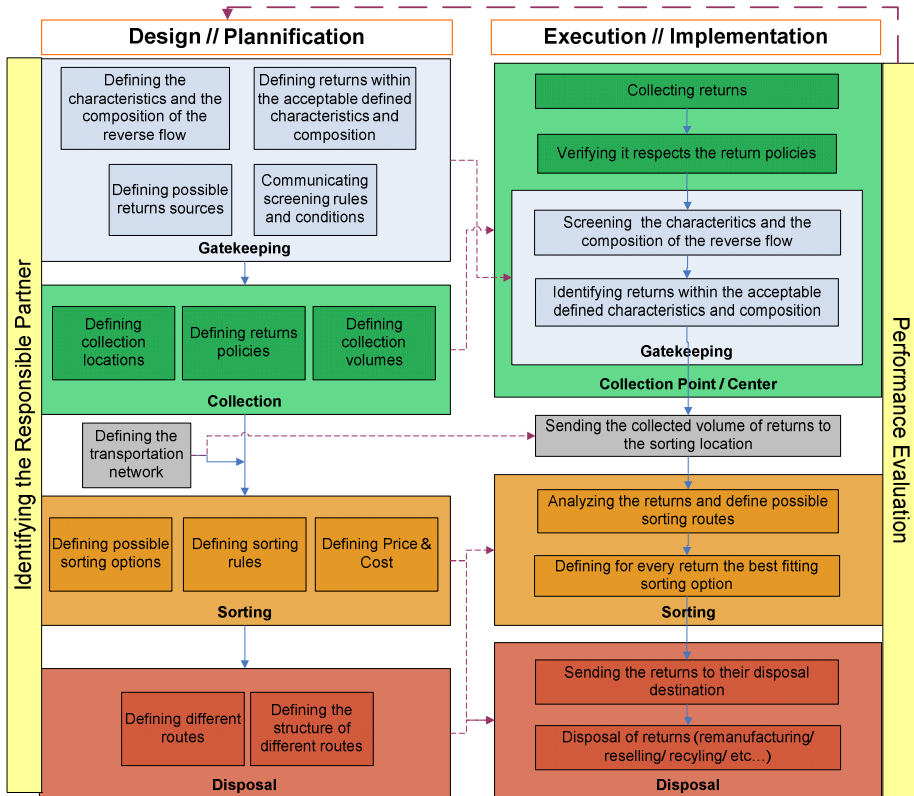 Design // Plannification
Execution // Implementation
Identifying the Responsible Partner
Defining the
characteristics and the
composition of the
reverse flow
Defining returns within
the acceptable defined
characteristics and
composition
Defining possible
returns sources
Communicating
screening rules
and conditions
Gatekeeping
Defining
collection
locations
Defining returns
policies
Defining
collection
volumes
Collection
Defining the
transportation
network
Defining possible
sorting options
Defining sorting
rules
Defining Price &
Cost
Sorting
Defining different
routes
Defining the
structure of
different routes
Disposal
Collecting returns
Verifying it respects the return policies
Screening the characteritics and the
composition of the reverse flow
Identifying returns within the acceptable
defined characteristics and composition
Gatekeeping
Collection Point / Center
Sending the collected volume of returns to
the sorting location
Analyzing the returns and define possible
sorting routes
Defining for every return the best fitting
sorting option
Sorting
Sending the returns to their disposal
destination
Disposal of returns (remanufacturing/
reselling/ recyling/ etc…)
Disposal
Performance Evaluation